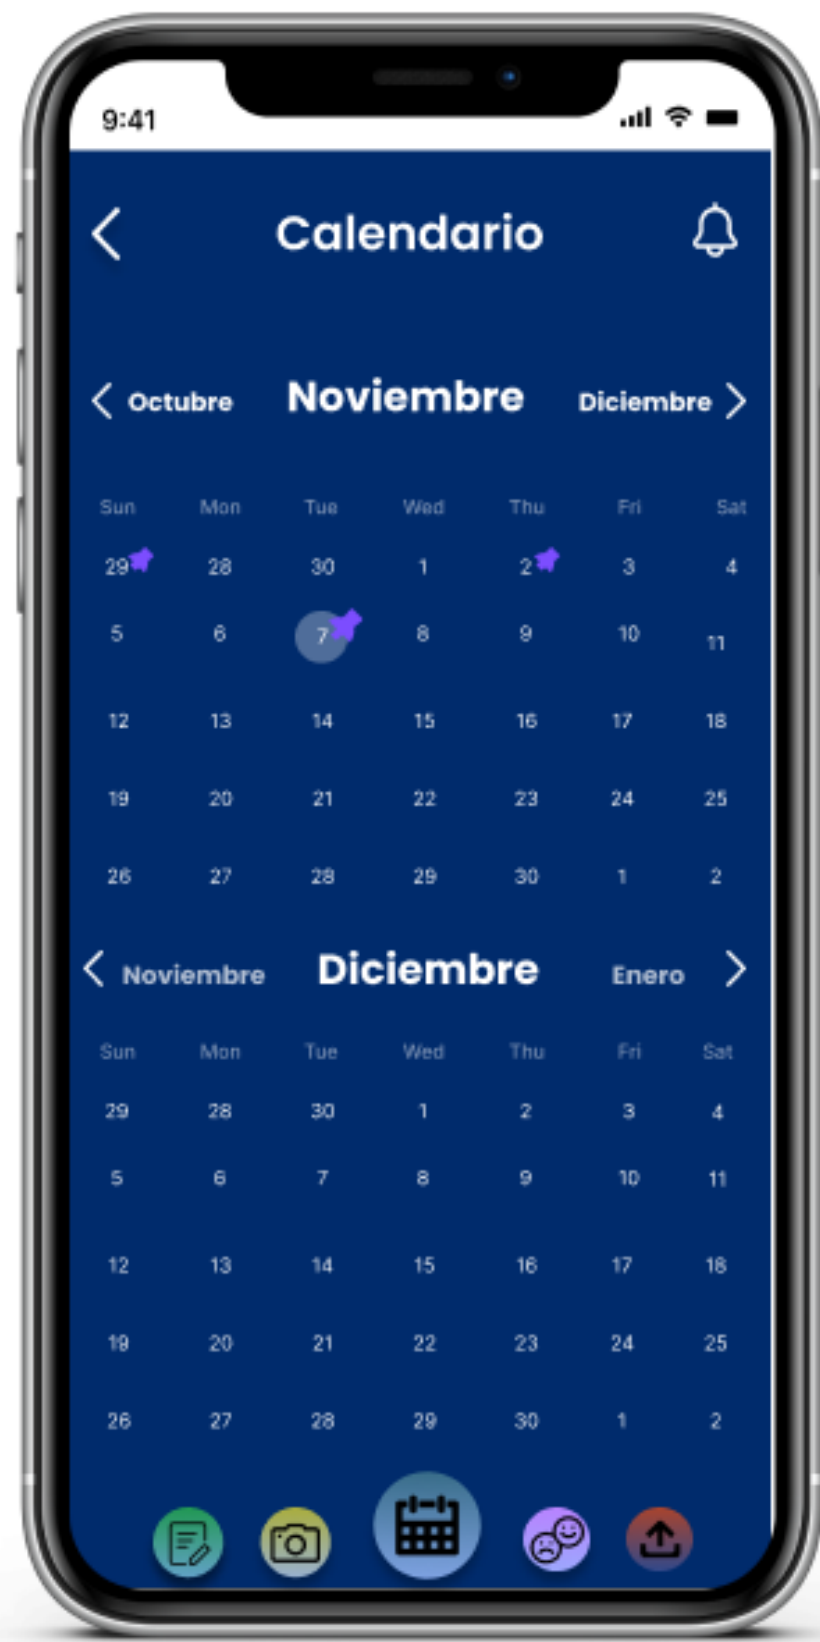 9:41
Calendario
Octubre Noviembre Diciembre
Sun Mon Tue Wed Thu Fri Sat
29 28 30 1 2 3 4
5 6 7 8 9 10 11
12 13 14 15 16 17 18
19 20 21 22 23 24 25
26 27 28 29 30 1 2
Noviembre Diciembre Enero
Sun Mon Tue Wed Thu Fri Sat
29 28 30 1 2 3 4
5 6 7 8 9 10 11
12 13 14 15 16 17 18
19 20 21 22 23 24 25
26 27 28 29 30 1 2